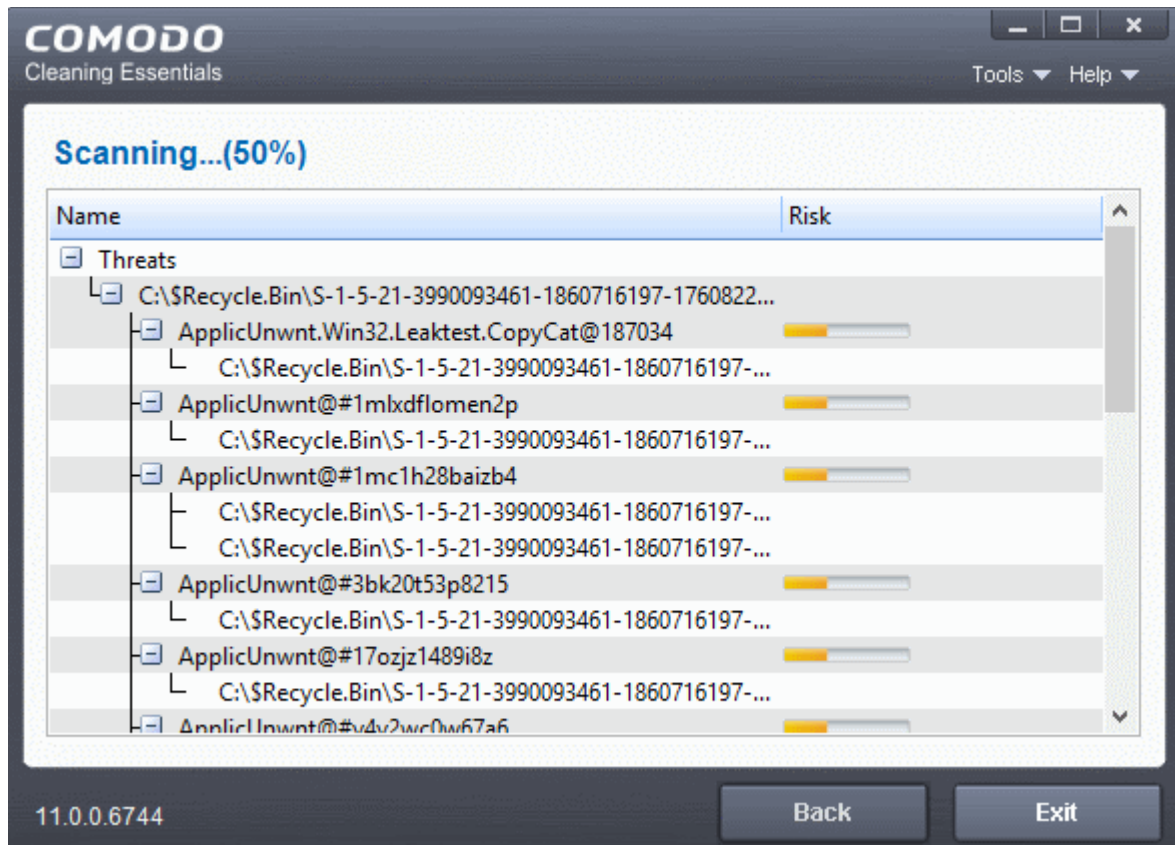 COMODO
Cleaning Essentials
Tools Help
Scanning...(50%)
Name Risk
Threats
C:\$Recycle.Bin\S-1-5-21-3990093461-1860716197-1760822...
ApplicUnwnt.Win32.Leaktest.CopyCat@187034
C:\$Recycle.Bin\S-1-5-21-3990093461-1860716197-...
ApplicUnwnt@#1mlxdflomen2p
C:\$Recycle.Bin\S-1-5-21-3990093461-1860716197-...
ApplicUnwnt@#1mc1h28baizb4
C:\$Recycle.Bin\S-1-5-21-3990093461-1860716197-...
C:\$Recycle.Bin\S-1-5-21-3990093461-1860716197-...
ApplicUnwnt@#3bk20t53p8215
C:\$Recycle.Bin\S-1-5-21-3990093461-1860716197-...
ApplicUnwnt@#17ozjz1489i8z
C:\$Recycle.Bin\S-1-5-21-3990093461-1860716197-...
11.0.0.6744
Back Exit